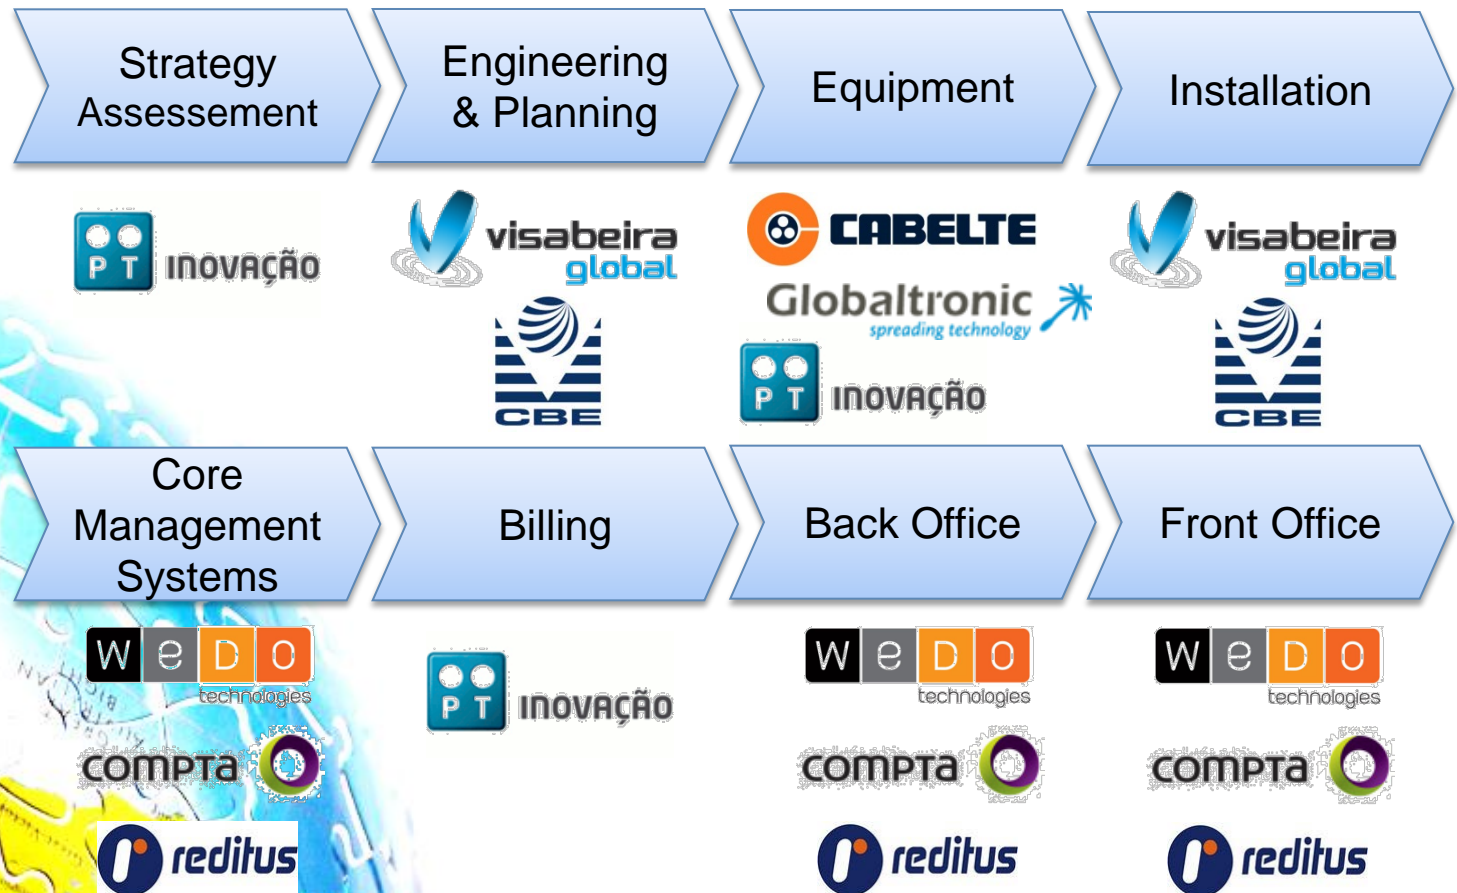 Strategy
Assessement
Engineering
& Planning
Equipment
Installation
PT INOVAÇÃO
visabeira
global
CBE
CABELTE
Globaltronic
spreading technology
PT INOVAÇÃO
visabeira
global
CBE
Core
Management
Systems
Billing
Back Office
Front Office
WeDO
technologies
compta
reditus
PT INOVAÇÃO
WeDO
technologies
compta
reditus
WeDO
technologies
compta
reditus